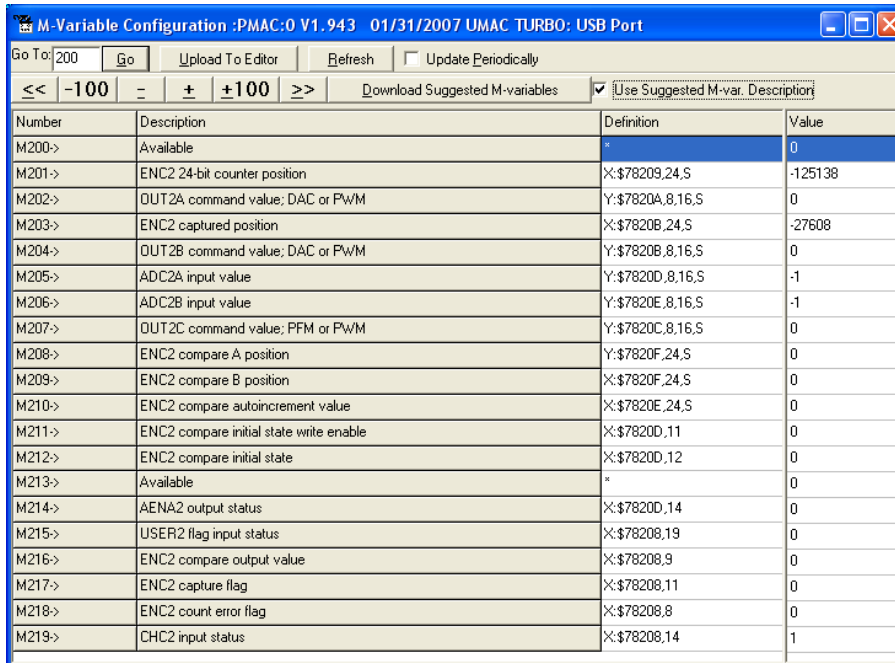 M-Variable Configuration :PMAC:0 V1.943 01/31/2007 UMAC TURBO: USB Port
Go To: 200 Go Upload To Editor Refresh Update Periodically
<< -100 - + +100 >> Download Suggested M-variables Use Suggested M-var. Description
Number Description Definition Value
M200-> Available * 0
M201-> ENC2 24-bit counter position X:$78209,24,S -125138
M202-> OUT2A command value; DAC or PWM Y:$7820A,8,16,S 0
M203-> ENC2 captured position X:$7820B,24,S -27608
M204-> OUT2B command value; DAC or PWM Y:$7820B,8,16,S 0
M205-> ADC2A input value Y:$7820D,8,16,S -1
M206-> ADC2B input value Y:$7820E,8,16,S -1
M207-> OUT2C command value; PFM or PWM Y:$7820C,8,16,S 0
M208-> ENC2 compare A position Y:$7820F,24,S 0
M209-> ENC2 compare B position X:$7820F,24,S 0
M210-> ENC2 compare autoincrement value X:$7820E,24,S 0
M211-> ENC2 compare initial state write enable X:$7820D,11 0
M212-> ENC2 compare initial state X:$7820D,12 0
M213-> Available * 0
M214-> AENA2 output status X:$7820D,14 0
M215-> USER2 flag input status X:$78208,19 0
M216-> ENC2 compare output value X:$78208,9 0
M217-> ENC2 capture flag X:$78208,11 0
M218-> ENC2 count error flag X:$78208,8 0
M219-> CHC2 input status X:$78208,14 1